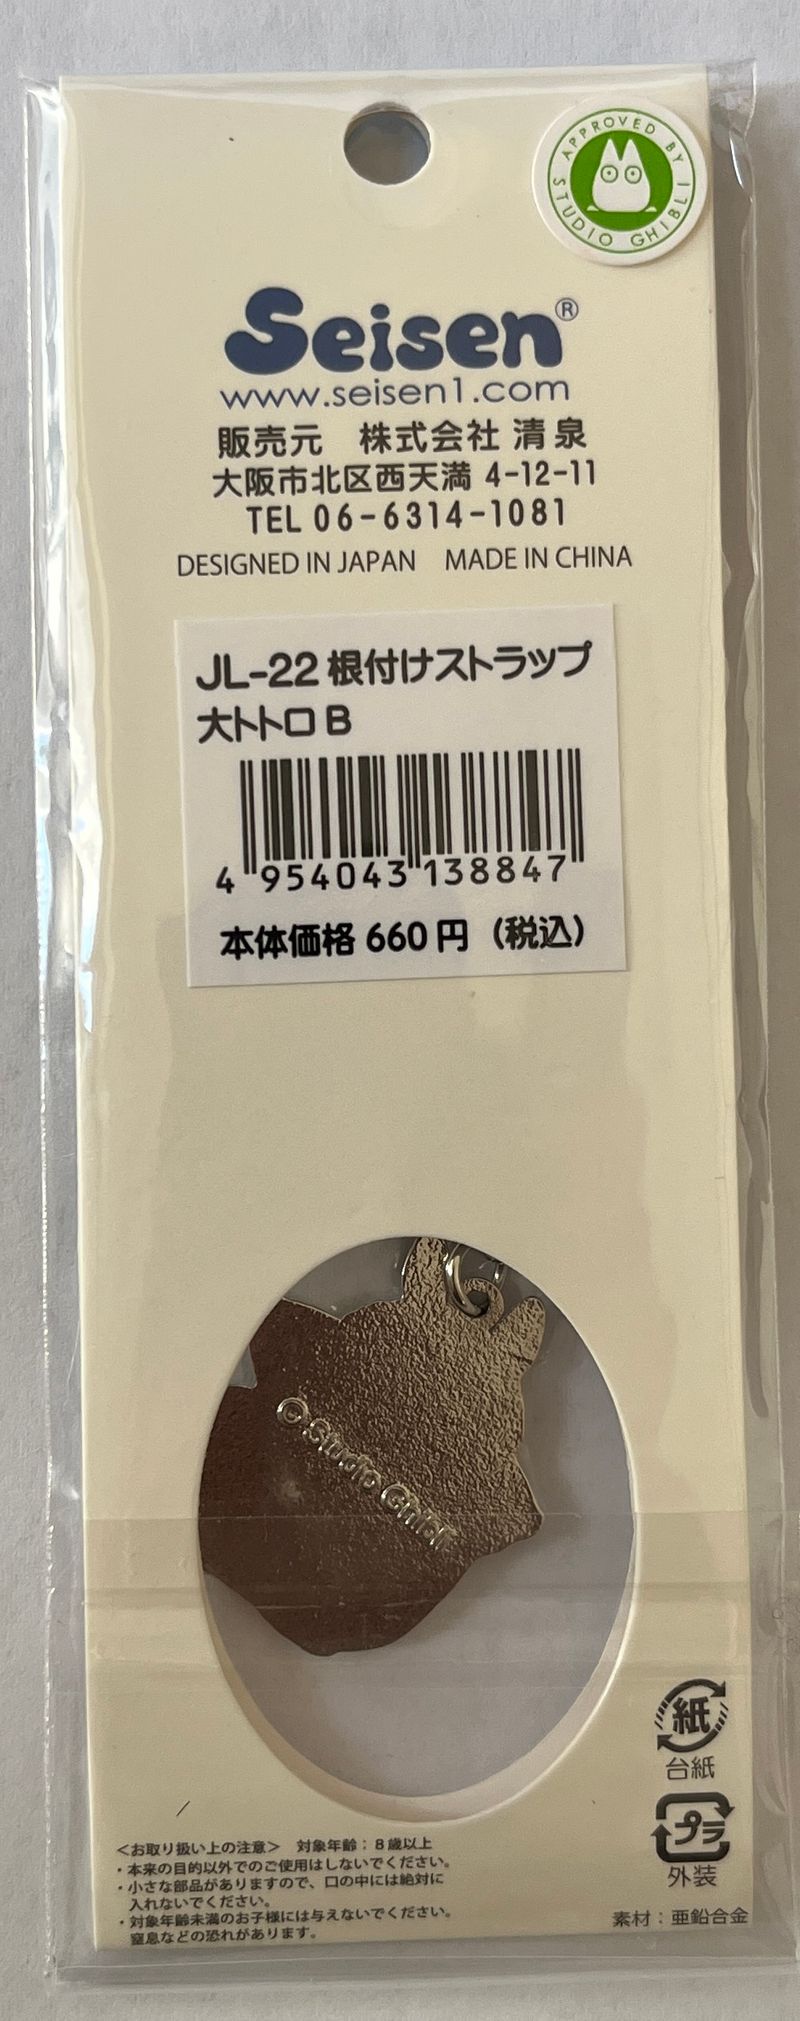 APPROVED BY
STUDIO GHIBLI
Seisen®
www.seisen1.com
販売元　株式会社 清泉
大阪市北区西天満 4-12-11
TEL 06-6314-1081
DESIGNED IN JAPAN　MADE IN CHINA
JL-22 根付けストラップ
大トトロ B
4 954043 138847
本体価格 660 円（税込）
© Studio Ghibli
紙
台紙
プラ
外装
＜お取り扱い上の注意＞　対象年齢：8歳以上
・本来の目的以外でのご使用はしないでください。
・小さな部品がありますので、口の中には絶対に
入れないでください。
・対象年齢未満のお子様には与えないでください。
窒息などの恐れがあります。
素材：亜鉛合金